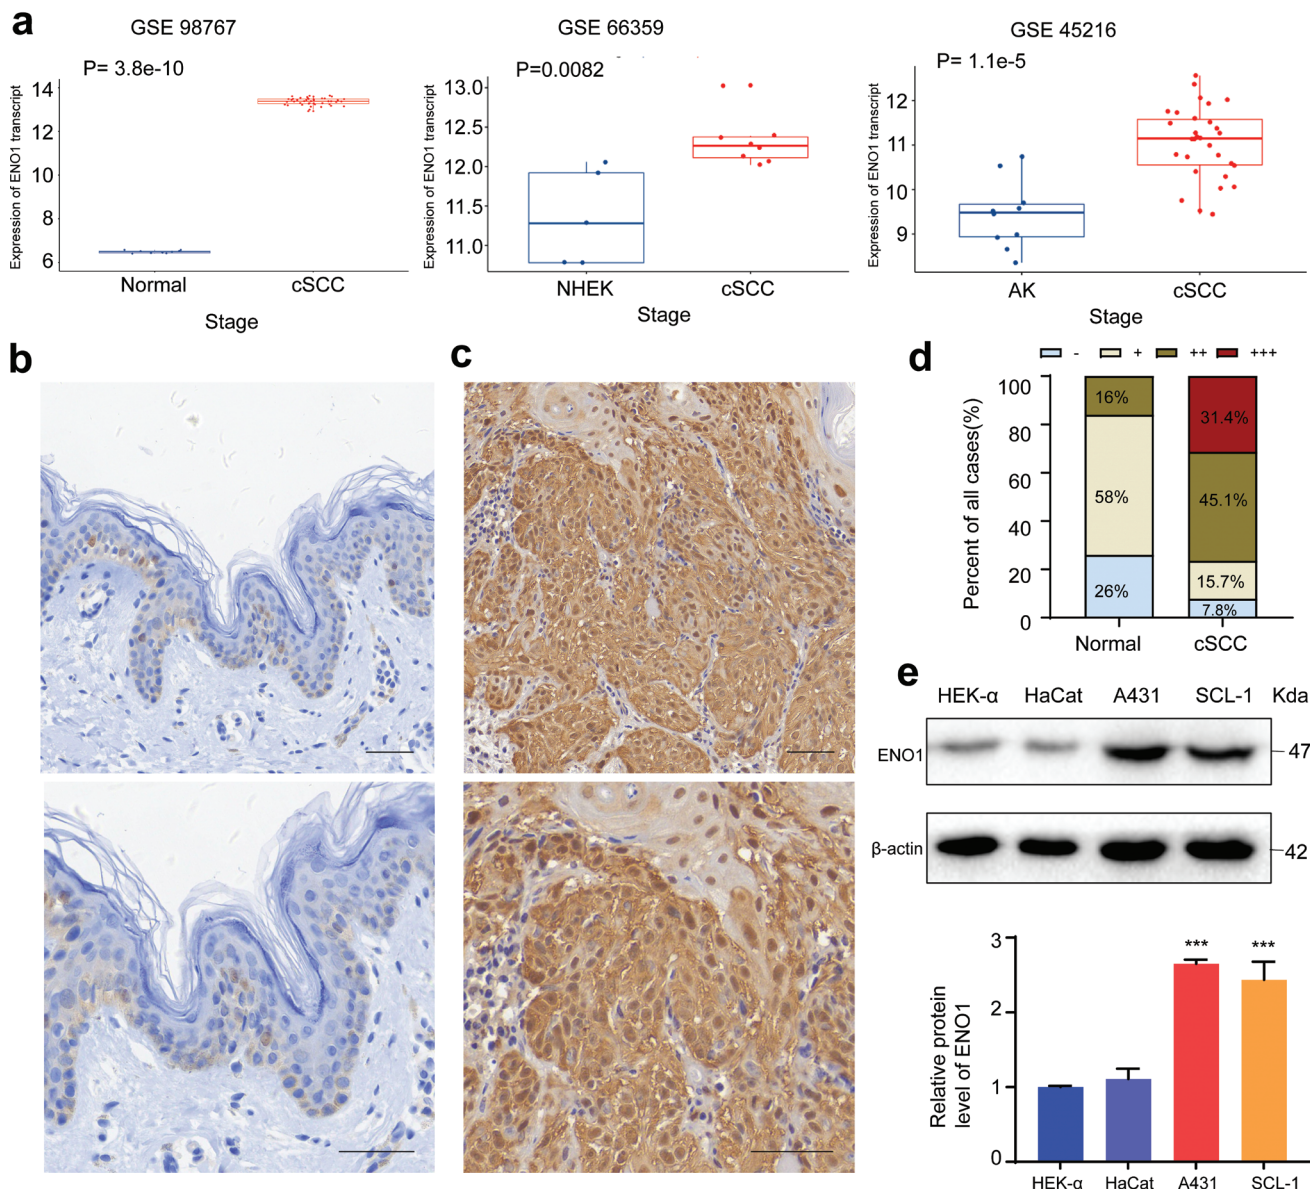 a
GSE 98767
P= 3.8e-10
Expression of ENO1 transcript
14
12
10
8
6
Normal
cSCC
Stage
GSE 66359
P=0.0082
Expression of ENO1 transcript
13.0
12.5
12.0
11.5
11.0
NHEK
cSCC
Stage
GSE 45216
P= 1.1e-5
Expression of ENO1 transcript
12
11
10
9
AK
cSCC
Stage
b
c
d
- + ++ +++
Percent of all cases(%)
100
80
60
40
20
0
16%
58%
26%
31.4%
45.1%
15.7%
7.8%
Normal
cSCC
e
HEK-α HaCat A431 SCL-1 Kda
ENO1
47
β-actin
42
Relative protein
level of ENO1
3
2
1
0
*** ***
HEK-α HaCat A431 SCL-1